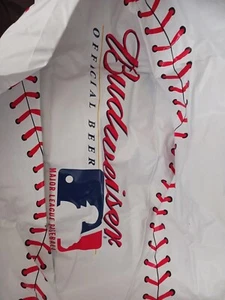 Budweiser
OFFICIAL BEER
MAJOR LEAGUE BASEBALL